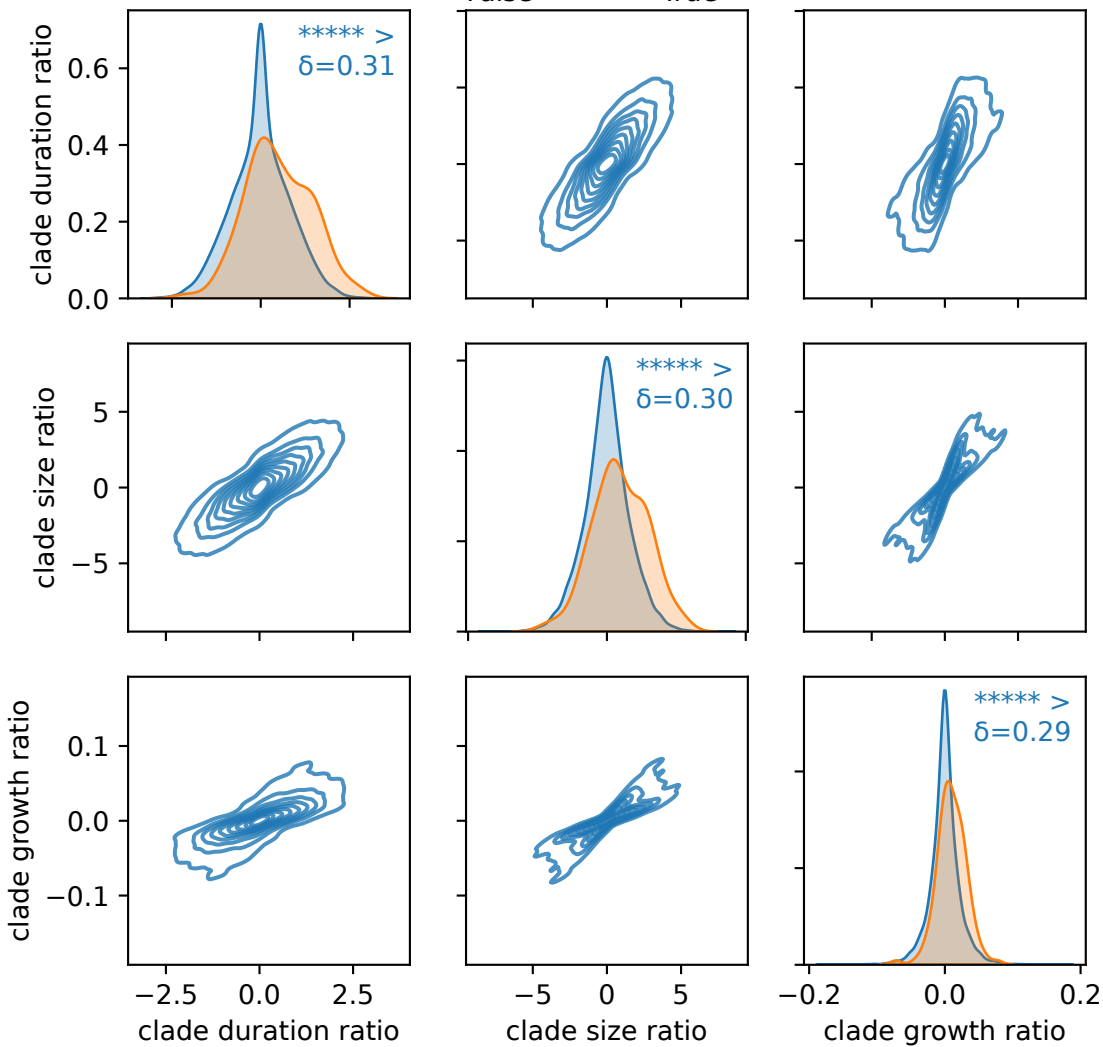 True
***** >
δ=0.31
clade duration ratio
0.6
0.4
0.2
0.0
***** >
δ=0.30
clade size ratio
5
0
−5
***** >
δ=0.29
clade growth ratio
0.1
0.0
−0.1
−2.5 0.0 2.5 −5 0 5 −0.2 0.0 0.2
clade duration ratio clade size ratio clade growth ratio